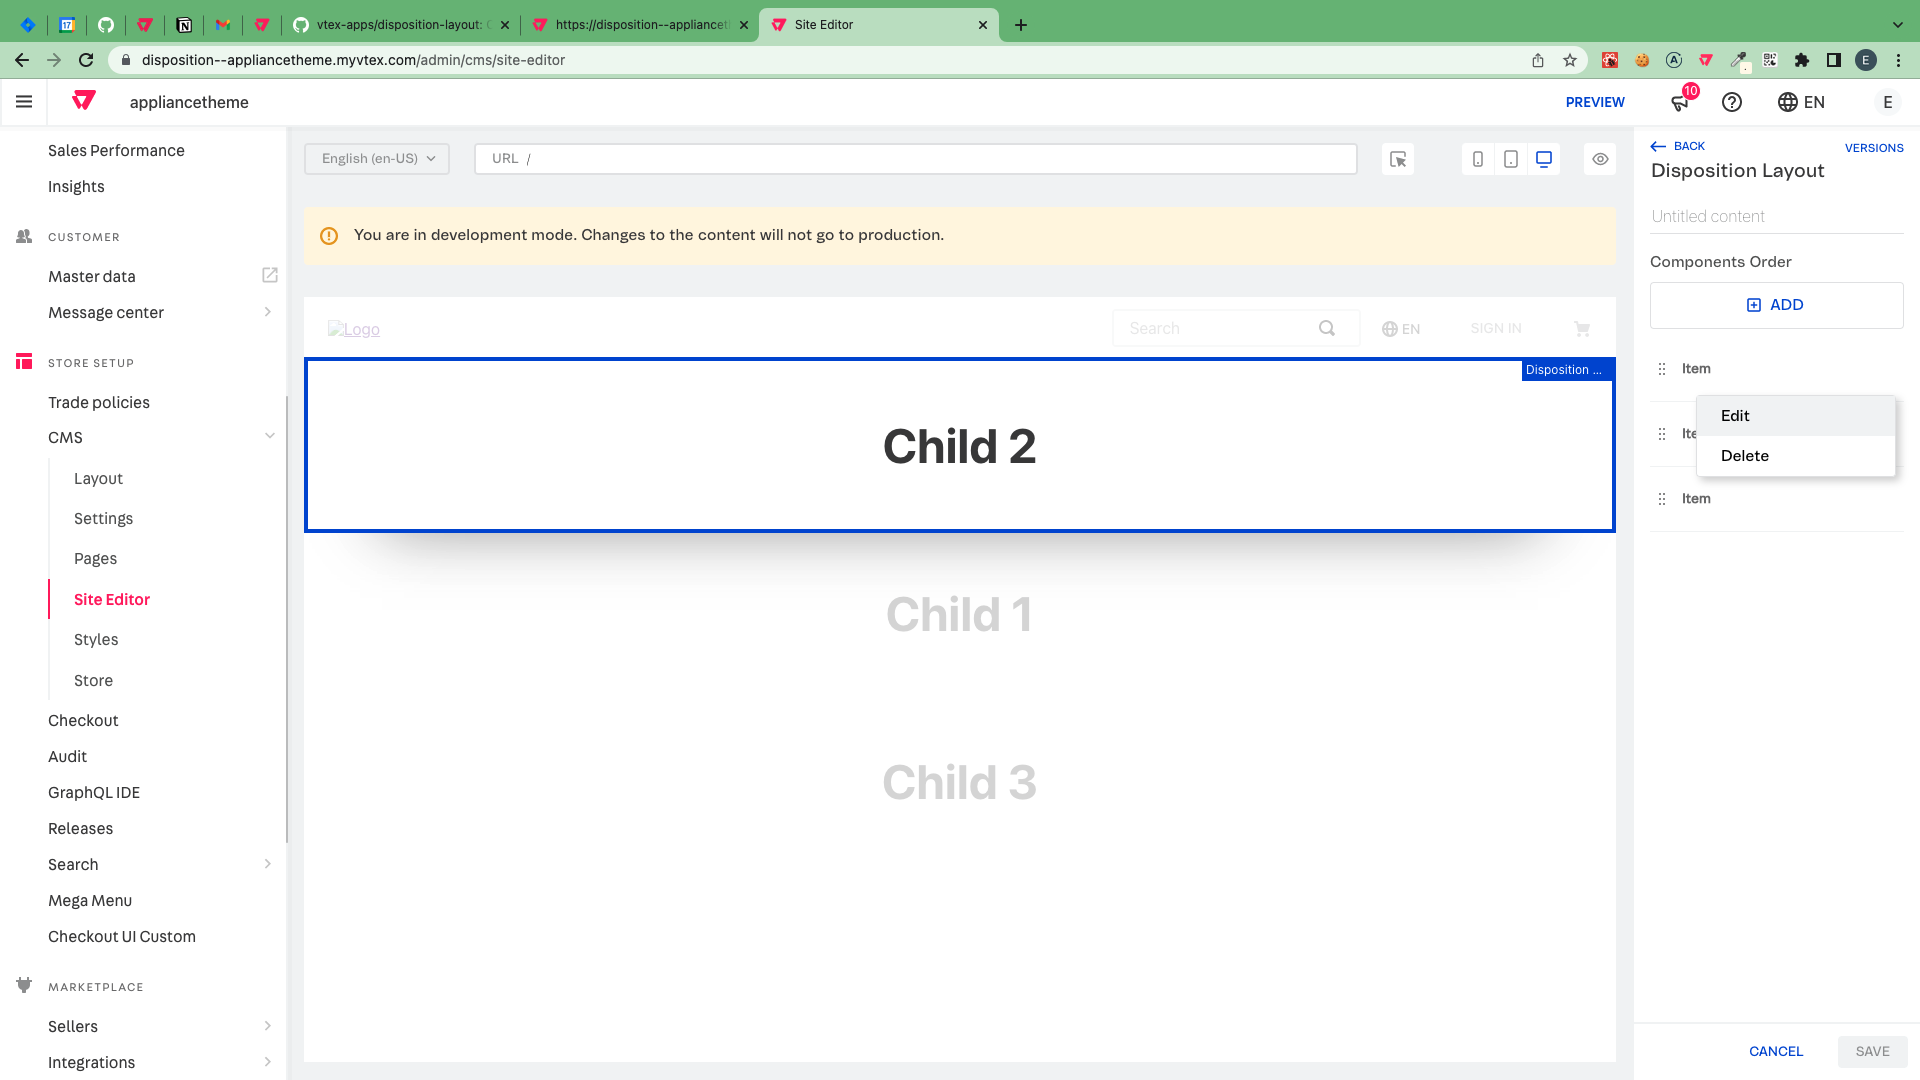 17
vtex-apps/disposition-layout: 
https://disposition--appliancet
Site Editor
disposition--appliancetheme.myvtex.com/admin/cms/site-editor
E
appliancetheme
PREVIEW
10
EN
E
Sales Performance
Insights
CUSTOMER
Master data
Message center
STORE SETUP
Trade policies
CMS
Layout
Settings
Pages
Site Editor
Styles
Store
Checkout
Audit
GraphQL IDE
Releases
Search
Mega Menu
Checkout UI Custom
MARKETPLACE
Sellers
Integrations
English (en-US)
URL /
You are in development mode. Changes to the content will not go to production.
Logo
Search
EN
SIGN IN
Disposition ...
Child 2
Child 1
Child 3
BACK
VERSIONS
Disposition Layout
Untitled content
Components Order
ADD
Item
Edit
Delete
Item
CANCEL
SAVE